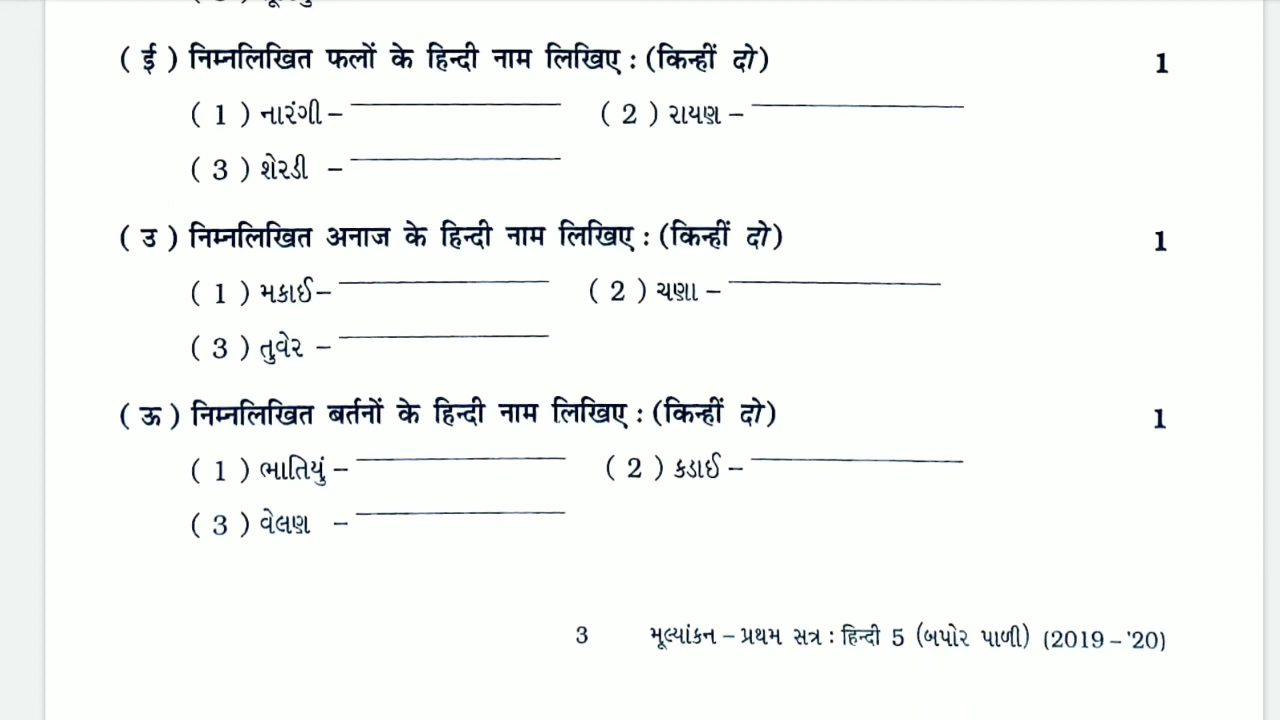 ( ई ) निम्नलिखित फलों के हिन्दी नाम लिखिए : (किन्हीं दो) 1
( 1 ) નારંગી – ( 2 ) રાયણ –
( 3 ) શેરડી –
( उ ) निम्नलिखित अनाज के हिन्दी नाम लिखिए : (किन्हीं दो) 1
( 1 ) મકાઈ – ( 2 ) ચણા –
( 3 ) તુવેર –
( ऊ ) निम्नलिखित बर्तनों के हिन्दी नाम लिखिए : (किन्हीं दो) 1
( 1 ) ભાતિયું – ( 2 ) કડાઈ –
( 3 ) વેલણ –
3 મૂલ્યાંકન – પ્રથમ સત્ર : હિન્દી 5 (બપોર પાળી) (2019 – '20)